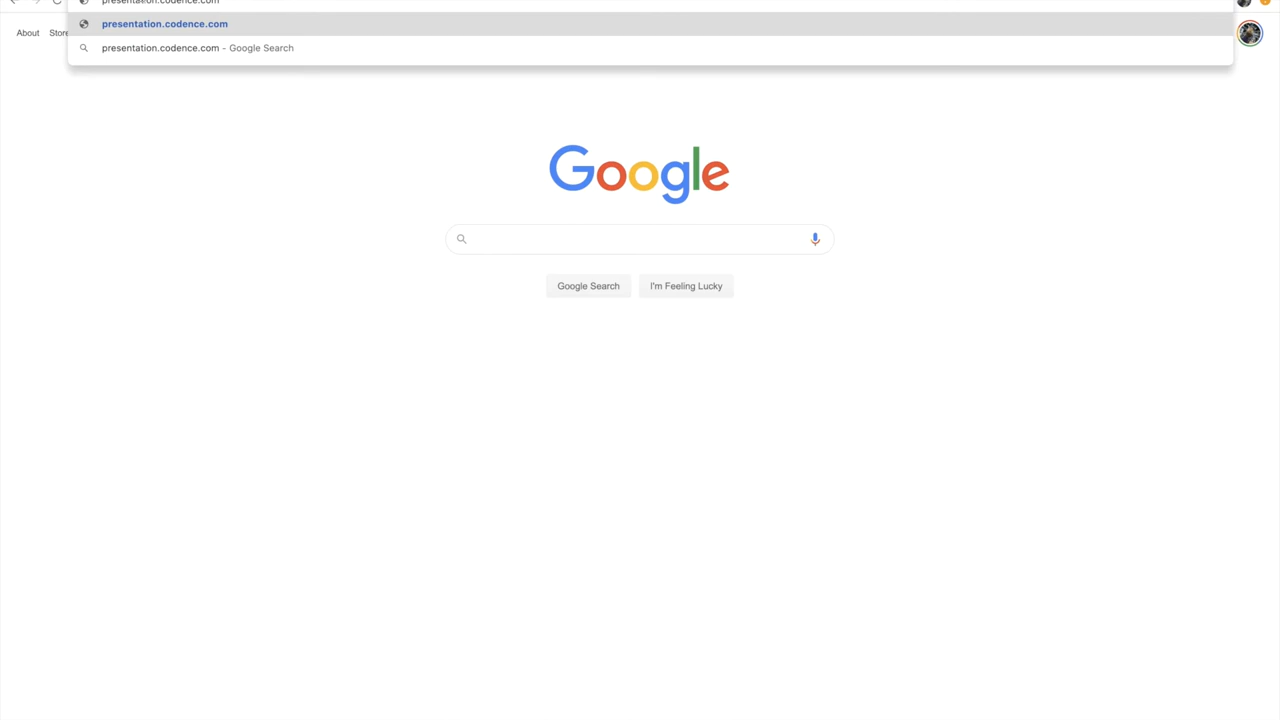 presentation.codence.com
presentation.codence.com
presentation.codence.com - Google Search
About Store
Google
Google Search I'm Feeling Lucky